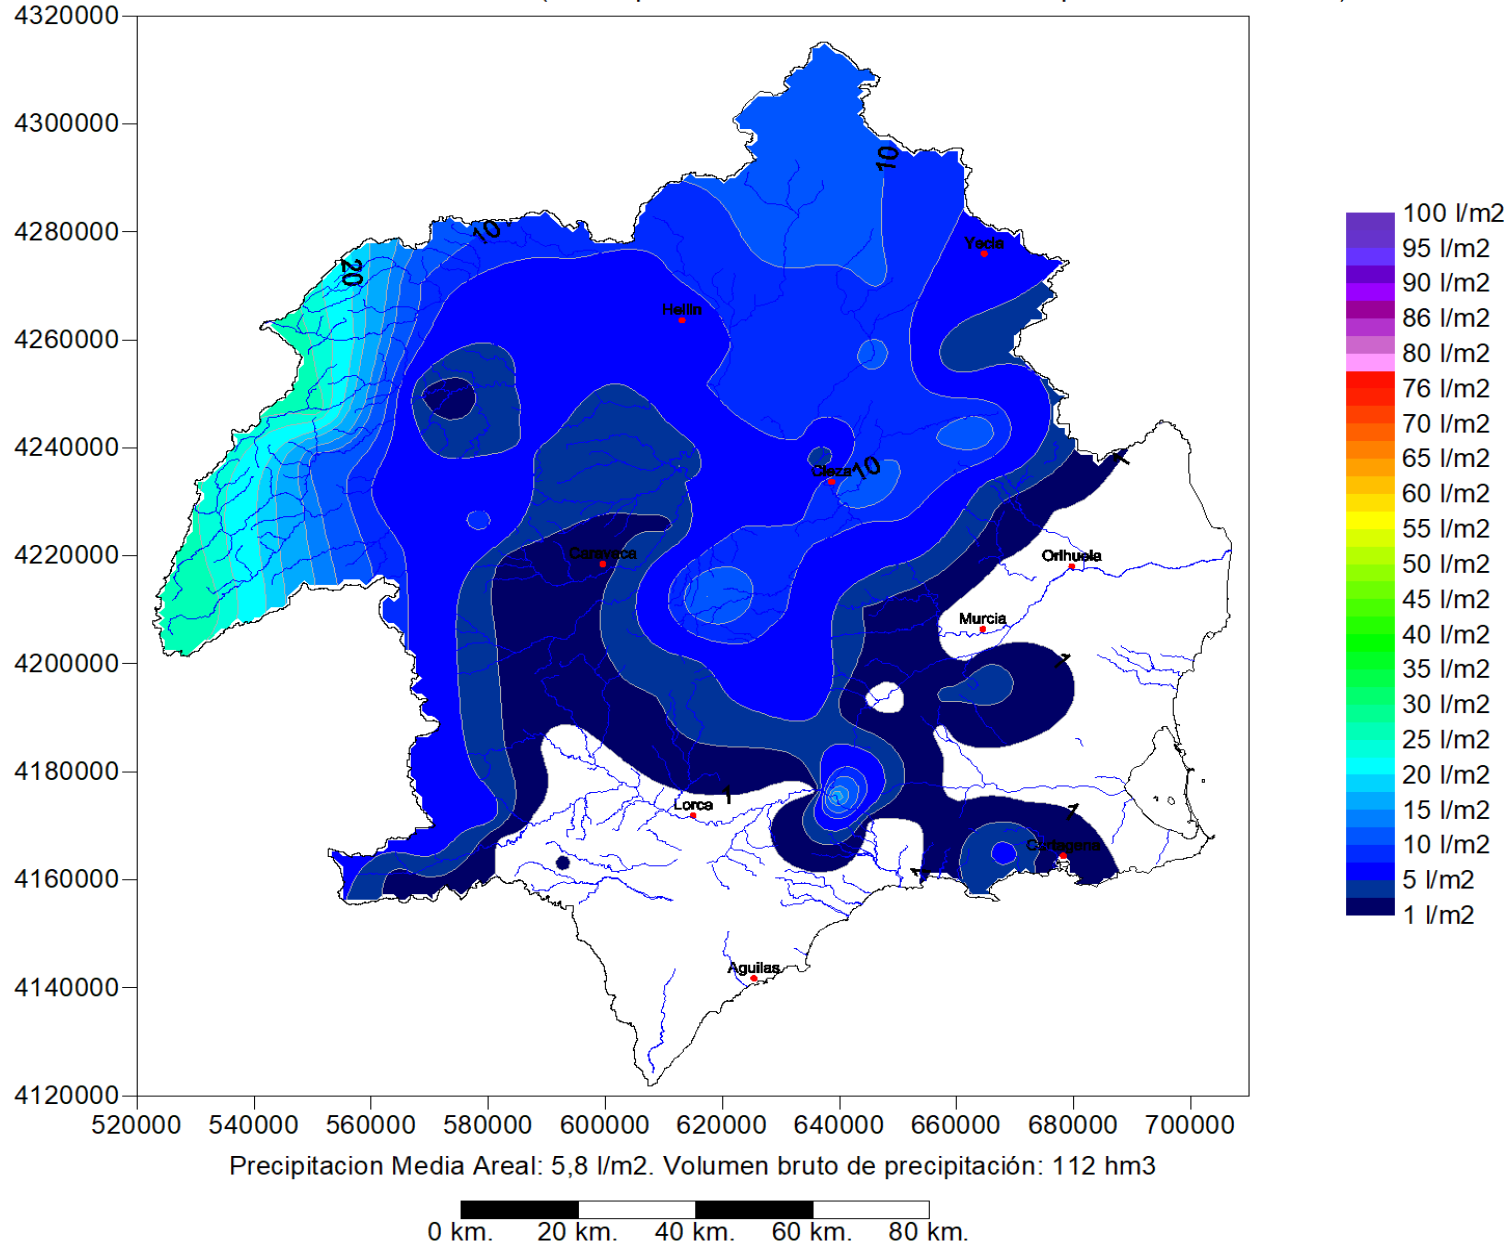 4320000
4300000
4280000
4260000
4240000
4220000
4200000
4180000
4160000
4140000
4120000
520000 540000 560000 580000 600000 620000 640000 660000 680000 700000
10
10
20
Yecla
Hellin
Cieza 10
Caravaca
Orihuela
Murcia
1
1
1
Lorca
1
Cartagena
1
Aguilas
100 l/m2
95 l/m2
90 l/m2
86 l/m2
80 l/m2
76 l/m2
70 l/m2
65 l/m2
60 l/m2
55 l/m2
50 l/m2
45 l/m2
40 l/m2
35 l/m2
30 l/m2
25 l/m2
20 l/m2
15 l/m2
10 l/m2
5 l/m2
1 l/m2
Precipitacion Media Areal: 5,8 l/m2. Volumen bruto de precipitación: 112 hm3
0 km. 20 km. 40 km. 60 km. 80 km.